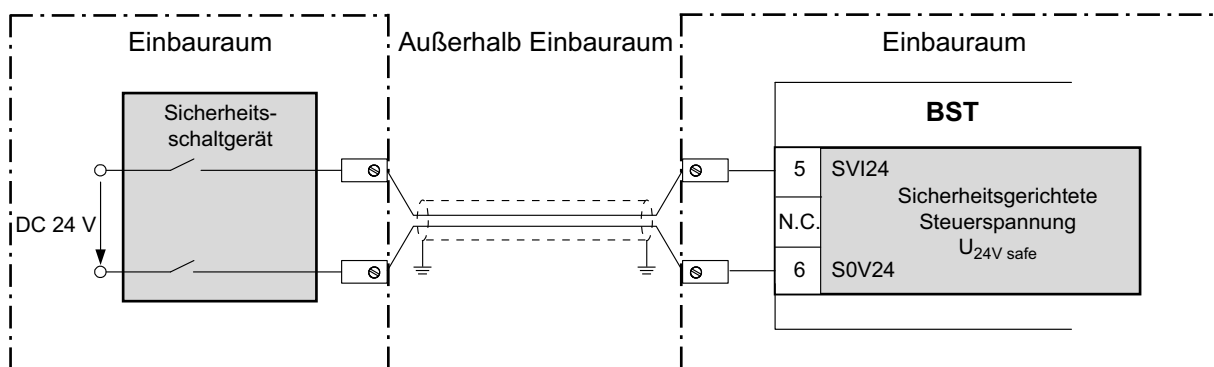 Einbauraum
Außerhalb Einbauraum
Einbauraum
Sicherheits-
schaltgerät
DC 24 V
BST
5
SVI24
N.C.
6
S0V24
Sicherheitsgerichtete
Steuerspannung
U24V safe